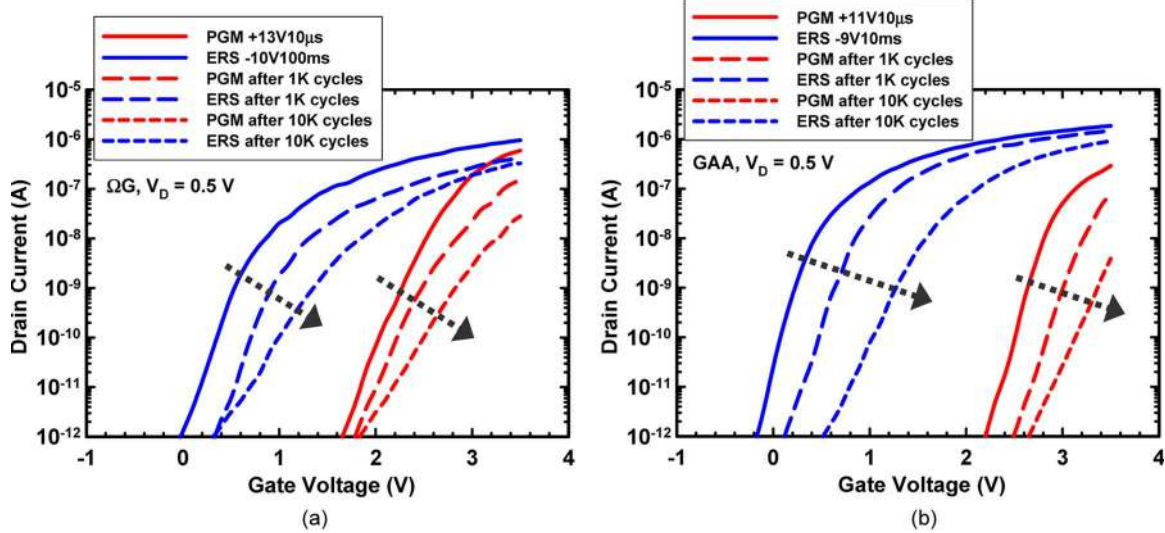 PGM +13V10µs
ERS -10V100ms
PGM after 1K cycles
ERS after 1K cycles
PGM after 10K cycles
ERS after 10K cycles
ΩG, V_D = 0.5 V
Drain Current (A)
10^-5
10^-6
10^-7
10^-8
10^-9
10^-10
10^-11
10^-12
-1 0 1 2 3 4
Gate Voltage (V)
(a)
PGM +11V10µs
ERS -9V10ms
PGM after 1K cycles
ERS after 1K cycles
PGM after 10K cycles
ERS after 10K cycles
GAA, V_D = 0.5 V
Drain Current (A)
10^-5
10^-6
10^-7
10^-8
10^-9
10^-10
10^-11
10^-12
-1 0 1 2 3 4
Gate Voltage (V)
(b)